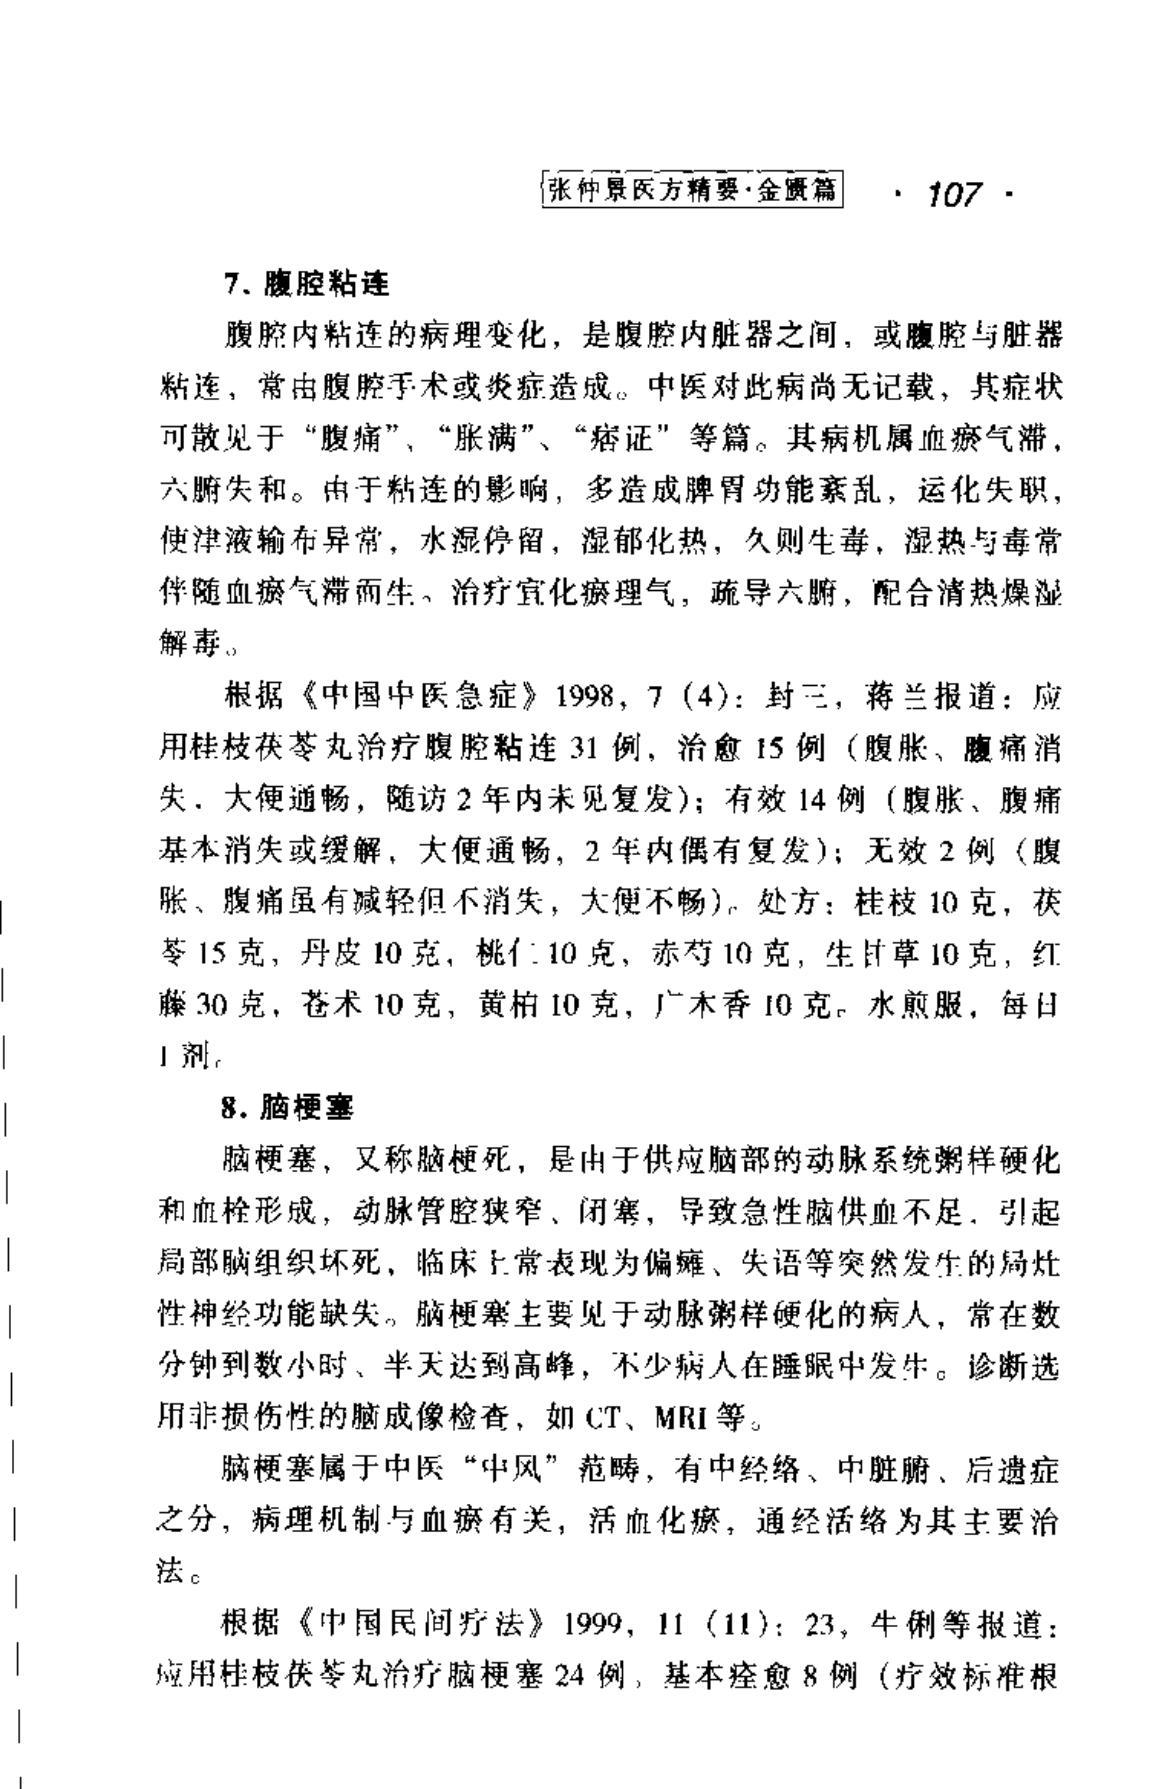 张仲景医方精要·金匮篇 · 107 ·
7. 腹腔粘连
腹腔内粘连的病理变化，是腹腔内脏器之间，或腹腔与脏器
粘连，常由腹腔手术或炎症造成。中医对此病尚无记载，其症状
可散见于“腹痛”、“胀满”、“痞证”等篇。其病机属血瘀气滞，
六腑失和。由于粘连的影响，多造成脾胃功能紊乱，运化失职，
使津液输布异常，水湿停留，湿郁化热，久则生毒，湿热与毒常
伴随血瘀气滞而生。治疗宜化瘀理气，疏导六腑，配合清热燥湿
解毒。
根据《中国中医急症》1998，7（4）：封三，蒋兰报道：应
用桂枝茯苓丸治疗腹腔粘连 31 例，治愈 15 例（腹胀、腹痛消
失．大便通畅，随访 2 年内未见复发）；有效 14 例（腹胀、腹痛
基本消失或缓解，大便通畅，2 年内偶有复发）；无效 2 例（腹
胀、腹痛虽有减轻但不消失，大便不畅）。处方：桂枝 10 克，茯
苓 15 克，丹皮 10 克，桃仁 10 克，赤芍 10 克，生甘草 10 克，红
藤 30 克，苍术 10 克，黄柏 10 克，广木香 10 克。水煎服，每日
1 剂。
8. 脑梗塞
脑梗塞，又称脑梗死，是由于供应脑部的动脉系统粥样硬化
和血栓形成，动脉管腔狭窄、闭塞，导致急性脑供血不足．引起
局部脑组织坏死，临床上常表现为偏瘫、失语等突然发生的局灶
性神经功能缺失。脑梗塞主要见于动脉粥样硬化的病人，常在数
分钟到数小时、半天达到高峰，不少病人在睡眠中发生。诊断选
用非损伤性的脑成像检查，如 CT、MRI 等。
脑梗塞属于中医“中风”范畴，有中经络、中脏腑、后遗症
之分，病理机制与血瘀有关，活血化瘀，通经活络为其主要治
法。
根据《中国民间疗法》1999，11（11）：23，牛俐等报道：
应用桂枝茯苓丸治疗脑梗塞 24 例，基本痊愈 8 例（疗效标准根